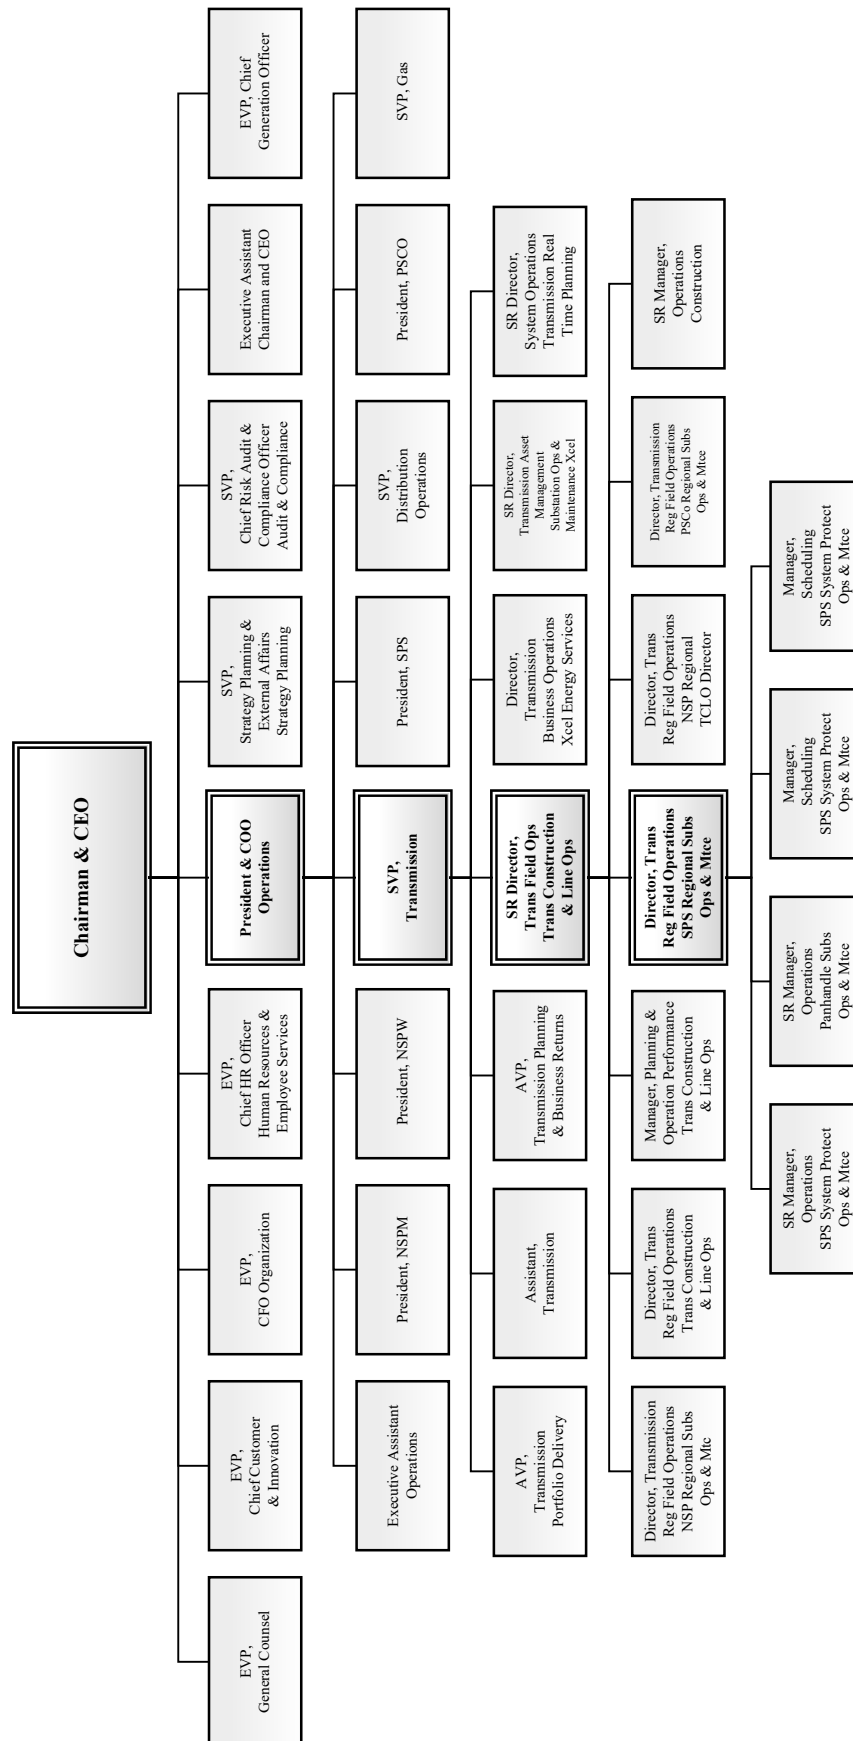 Chairman & CEO
EVP,
General Counsel
EVP,
Chief Customer
& Innovation
EVP,
CFO Organization
EVP,
Chief HR Officer
Human Resources &
Employee Services
President & COO
Operations
SVP,
Strategy Planning &
External Affairs
Strategy Planning
SVP,
Chief Risk Audit &
Compliance Officer
Audit & Compliance
Executive Assistant
Chairman and CEO
EVP, Chief
Generation Officer
Executive Assistant
Operations
President, NSPM
President, NSPW
SVP,
Transmission
President, SPS
SVP,
Distribution
Operations
President, PSCO
SVP, Gas
AVP,
Transmission
Portfolio Delivery
Assistant,
Transmission
AVP,
Transmission Planning
& Business Returns
SR Director,
Trans Field Ops
Trans Construction
& Line Ops
Director,
Transmission
Business Operations
Xcel Energy Services
SR Director,
Transmission Asset
Management
Substation Ops &
Maintenance Xcel
SR Director,
System Operations
Transmission Real
Time Planning
Director, Transmission
Reg Field Operations
NSP Regional Subs
Ops & Mtc
Director, Trans
Reg Field Operations
Trans Construction
& Line Ops
Manager, Planning &
Operation Performance
Trans Construction
& Line Ops
Director, Trans
Reg Field Operations
SPS Regional Subs
Ops & Mtce
Director, Trans
Reg Field Operations
NSP Regional
TCLO Director
Director, Transmission
Reg Field Operations
PSCo Regional Subs
Ops & Mtce
SR Manager,
Operations
Construction
SR Manager,
Operations
SPS System Protect
Ops & Mtce
SR Manager,
Operations
Panhandle Subs
Ops & Mtce
Manager,
Scheduling
SPS System Protect
Ops & Mtce
Manager,
Scheduling
SPS System Protect
Ops & Mtce